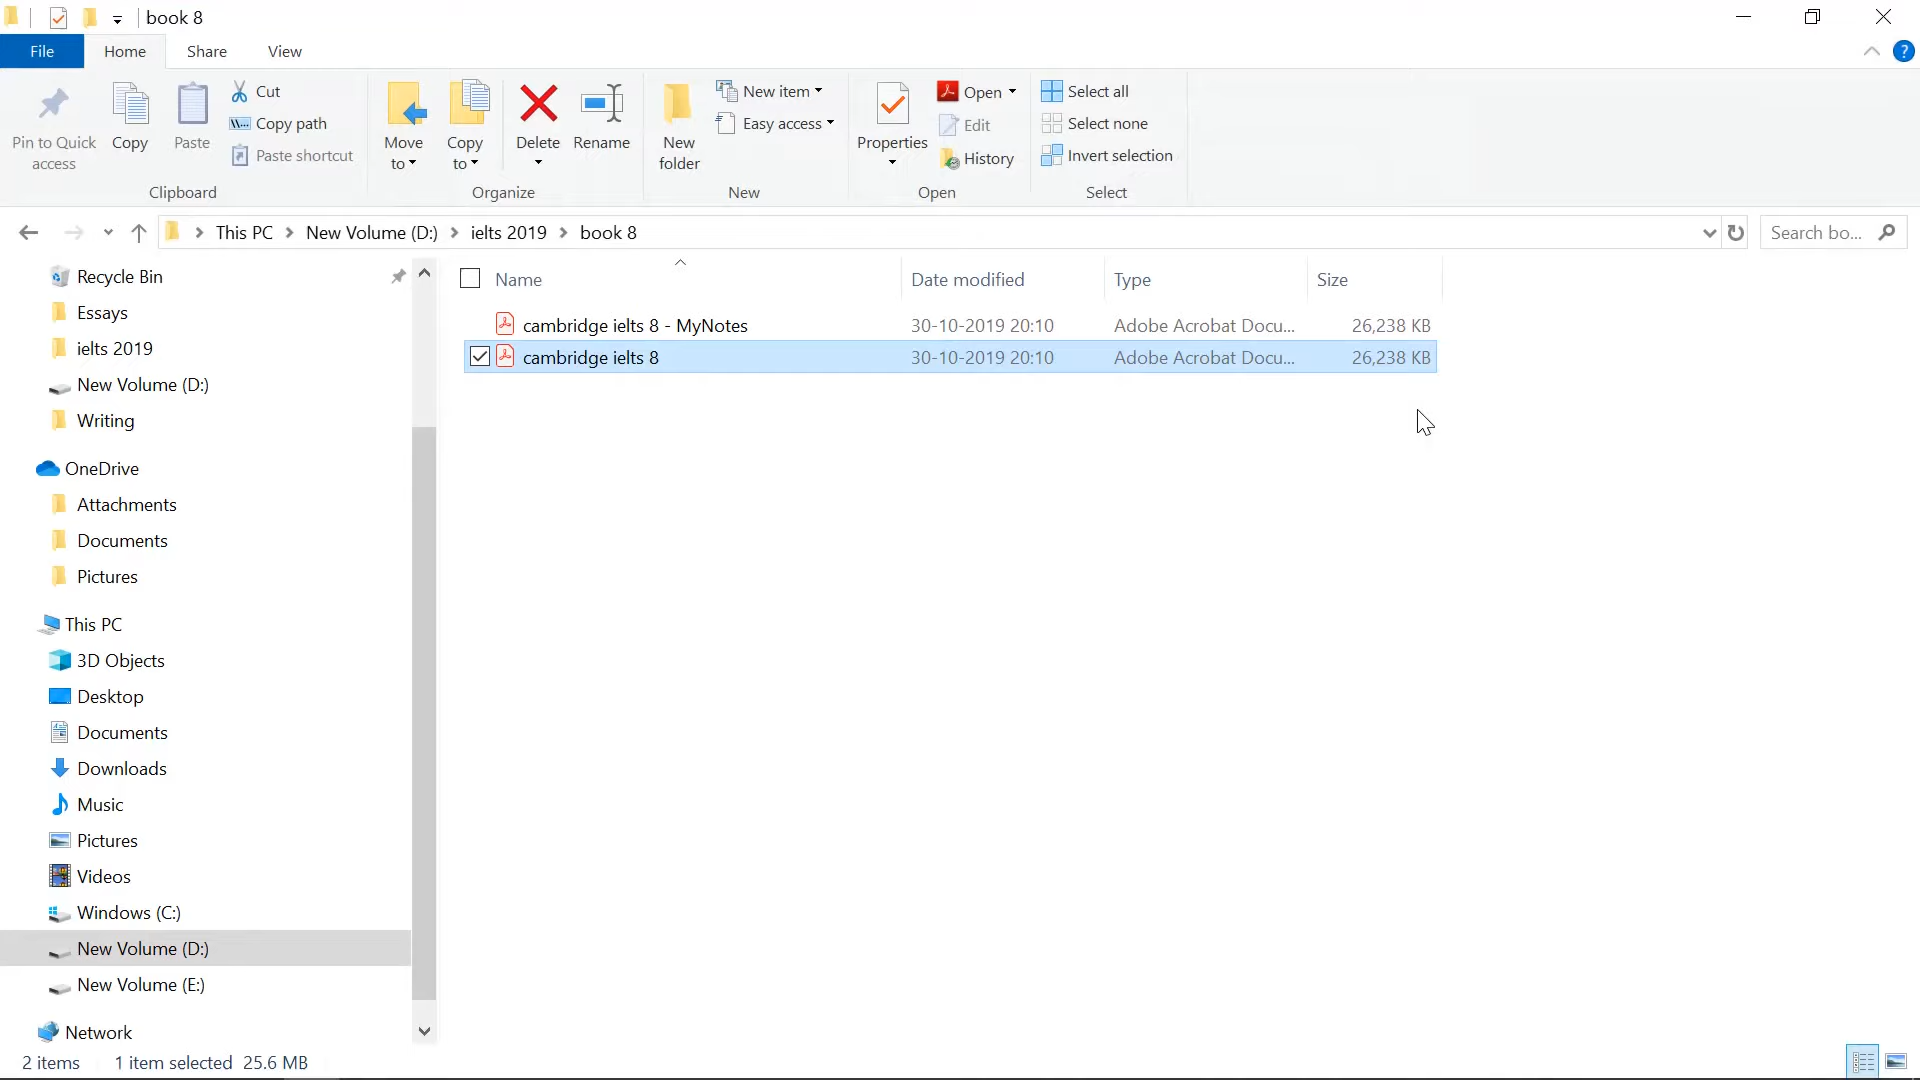 book 8
File Home Share View
Pin to Quick access
Copy
Paste
Cut
Copy path
Paste shortcut
Clipboard
Move to
Copy to
Delete
Rename
Organize
New folder
New item
Easy access
New
Properties
Open
Edit
History
Open
Select all
Select none
Invert selection
Select
This PC New Volume (D:) ielts 2019 book 8
Search bo...
Name Date modified Type Size
cambridge ielts 8 - MyNotes 30-10-2019 20:10 Adobe Acrobat Docu... 26,238 KB
cambridge ielts 8 30-10-2019 20:10 Adobe Acrobat Docu... 26,238 KB
Recycle Bin
Essays
ielts 2019
New Volume (D:)
Writing
OneDrive
Attachments
Documents
Pictures
This PC
3D Objects
Desktop
Documents
Downloads
Music
Pictures
Videos
Windows (C:)
New Volume (D:)
New Volume (E:)
Network
2 items 1 item selected 25.6 MB